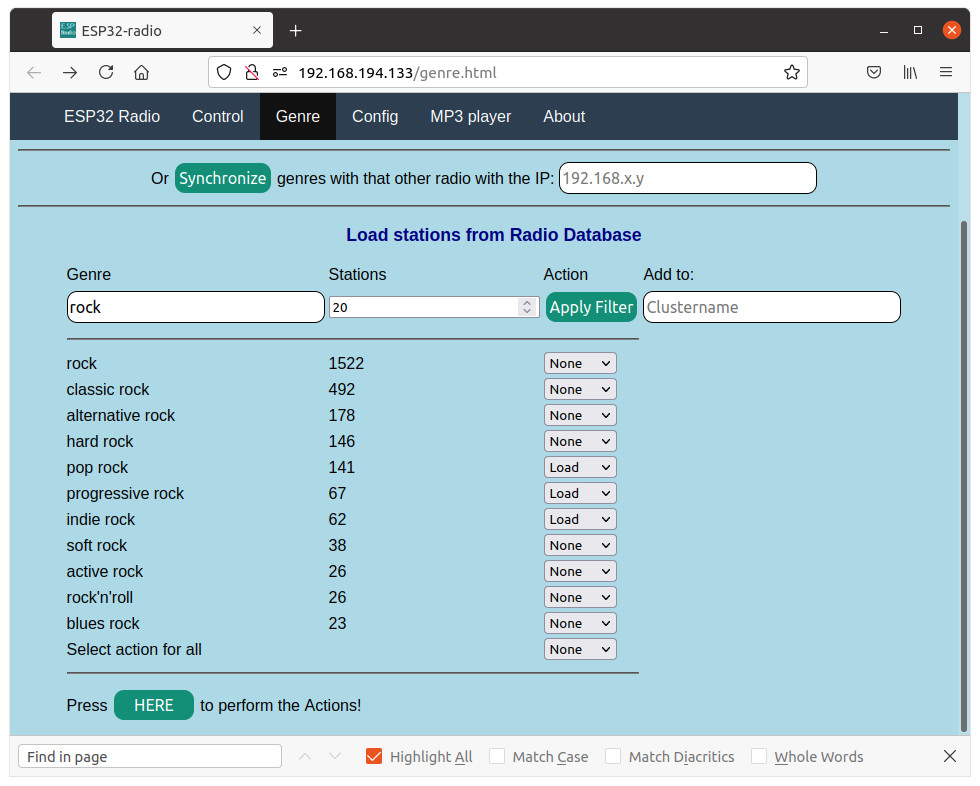 ESP32-radio
192.168.194.133/genre.html
ESP32 Radio Control Genre Config MP3 player About
Or Synchronize genres with that other radio with the IP: 192.168.x.y
Load stations from Radio Database
Genre Stations Action Add to:
rock 20 Apply Filter Clustername
rock 1522 None
classic rock 492 None
alternative rock 178 None
hard rock 146 None
pop rock 141 Load
progressive rock 67 Load
indie rock 62 Load
soft rock 38 None
active rock 26 None
rock'n'roll 26 None
blues rock 23 None
Select action for all None
Press HERE to perform the Actions!
Find in page Highlight All Match Case Match Diacritics Whole Words